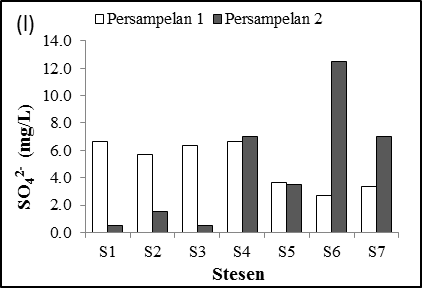 (l)
Persampelan 1 Persampelan 2
14.0
12.0
10.0
8.0
6.0
4.0
2.0
0.0
SO₄²⁻ (mg/L)
S1 S2 S3 S4 S5 S6 S7
Stesen